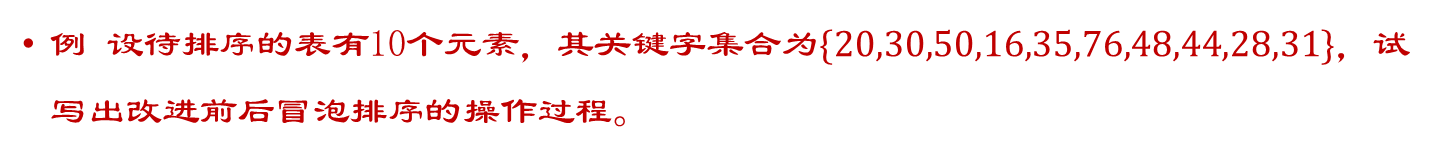 • 例 设待排序的表有10个元素，其关键字集合为{20,30,50,16,35,76,48,44,28,31}，试
写出改进前后冒泡排序的操作过程。